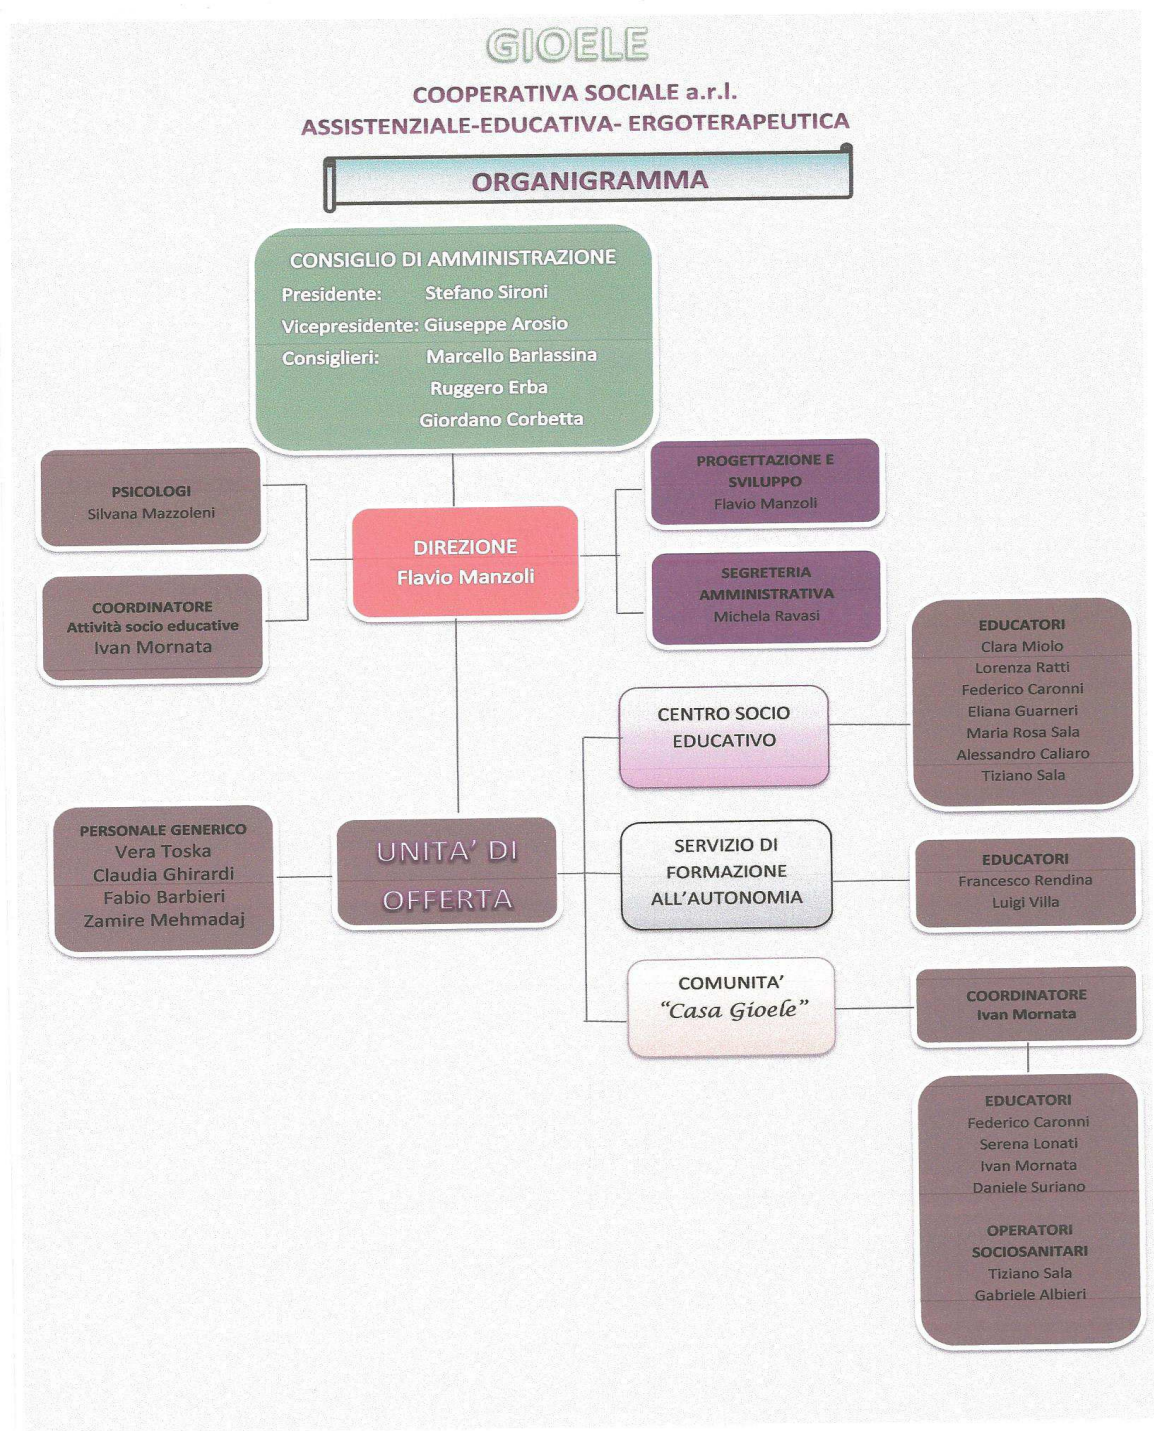 GIOELE
COOPERATIVA SOCIALE a.r.l.
ASSISTENZIALE-EDUCATIVA- ERGOTERAPEUTICA
ORGANIGRAMMA
CONSIGLIO DI AMMINISTRAZIONE
Presidente: Stefano Sironi
Vicepresidente: Giuseppe Arosio
Consiglieri: Marcello Barlassina
Ruggero Erba
Giordano Corbetta
PSICOLOGI
Silvana Mazzoleni
COORDINATORE
Attività socio educative
Ivan Mornata
DIREZIONE
Flavio Manzoli
PROGETTAZIONE E
SVILUPPO
Flavio Manzoli
SEGRETERIA
AMMINISTRATIVA
Michela Ravasi
CENTRO SOCIO
EDUCATIVO
EDUCATORI
Clara Miolo
Lorenza Ratti
Federico Caronni
Eliana Guarneri
Maria Rosa Sala
Alessandro Caliaro
Tiziano Sala
PERSONALE GENERICO
Vera Toska
Claudia Ghirardi
Fabio Barbieri
Zamire Mehmadaj
UNITA' DI
OFFERTA
SERVIZIO DI
FORMAZIONE
ALL'AUTONOMIA
EDUCATORI
Francesco Rendina
Luigi Villa
COMUNITA'
"Casa Gioele"
COORDINATORE
Ivan Mornata
EDUCATORI
Federico Caronni
Serena Lonati
Ivan Mornata
Daniele Suriano
OPERATORI
SOCIOSANITARI
Tiziano Sala
Gabriele Albieri